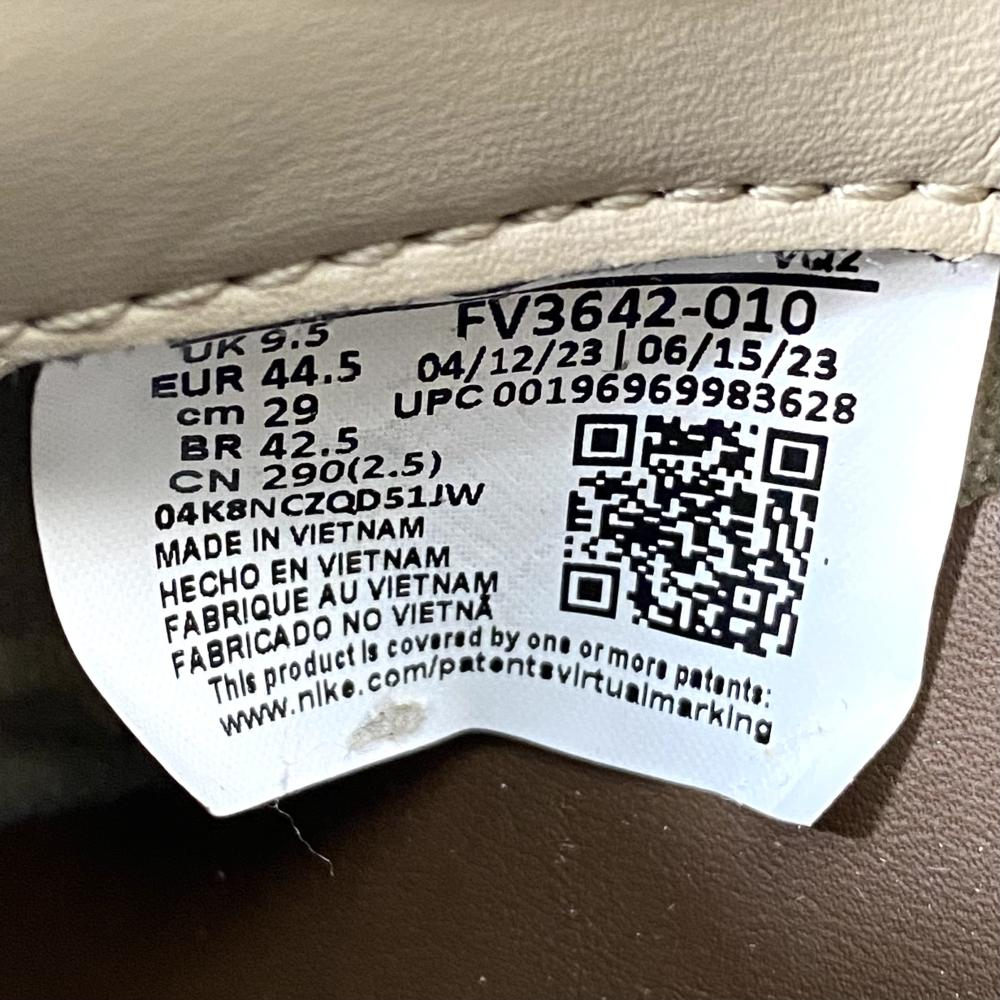 VQ2
FV3642-010
04/12/23 | 06/15/23
UPC 00196969983628
UK 9.5
EUR 44.5
cm 29
BR 42.5
CN 290(2.5)
04K8NCZQD51JW
MADE IN VIETNAM
HECHO EN VIETNAM
FABRIQUE AU VIETNAM
FABRICADO NO VIETNÃ
This product is covered by one or more patents:
www.nike.com/patentsvirtualmarking